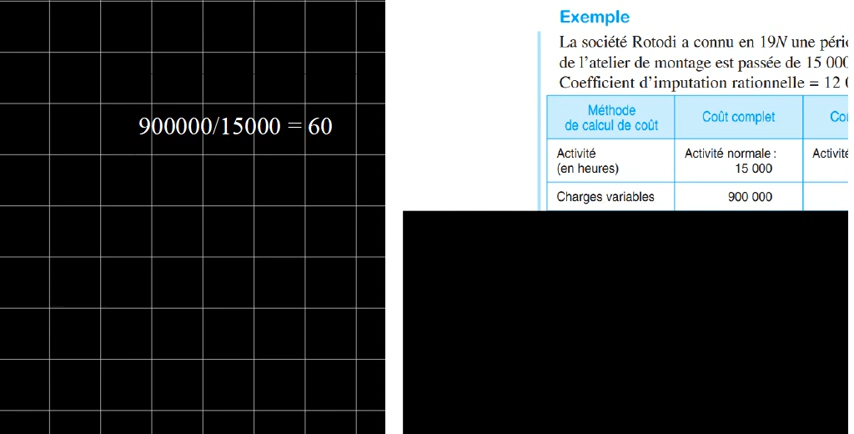 900000/15000 = 60
Exemple
La société Rotodi a connu en 19N une
de l'atelier de montage est passée de 15 000
Coefficient d'imputation rationnelle = 12
Méthode
de calcul de coût
Coût complet
Activité
(en heures)
Activité normale :
15 000
Activité
Charges variables
900 000